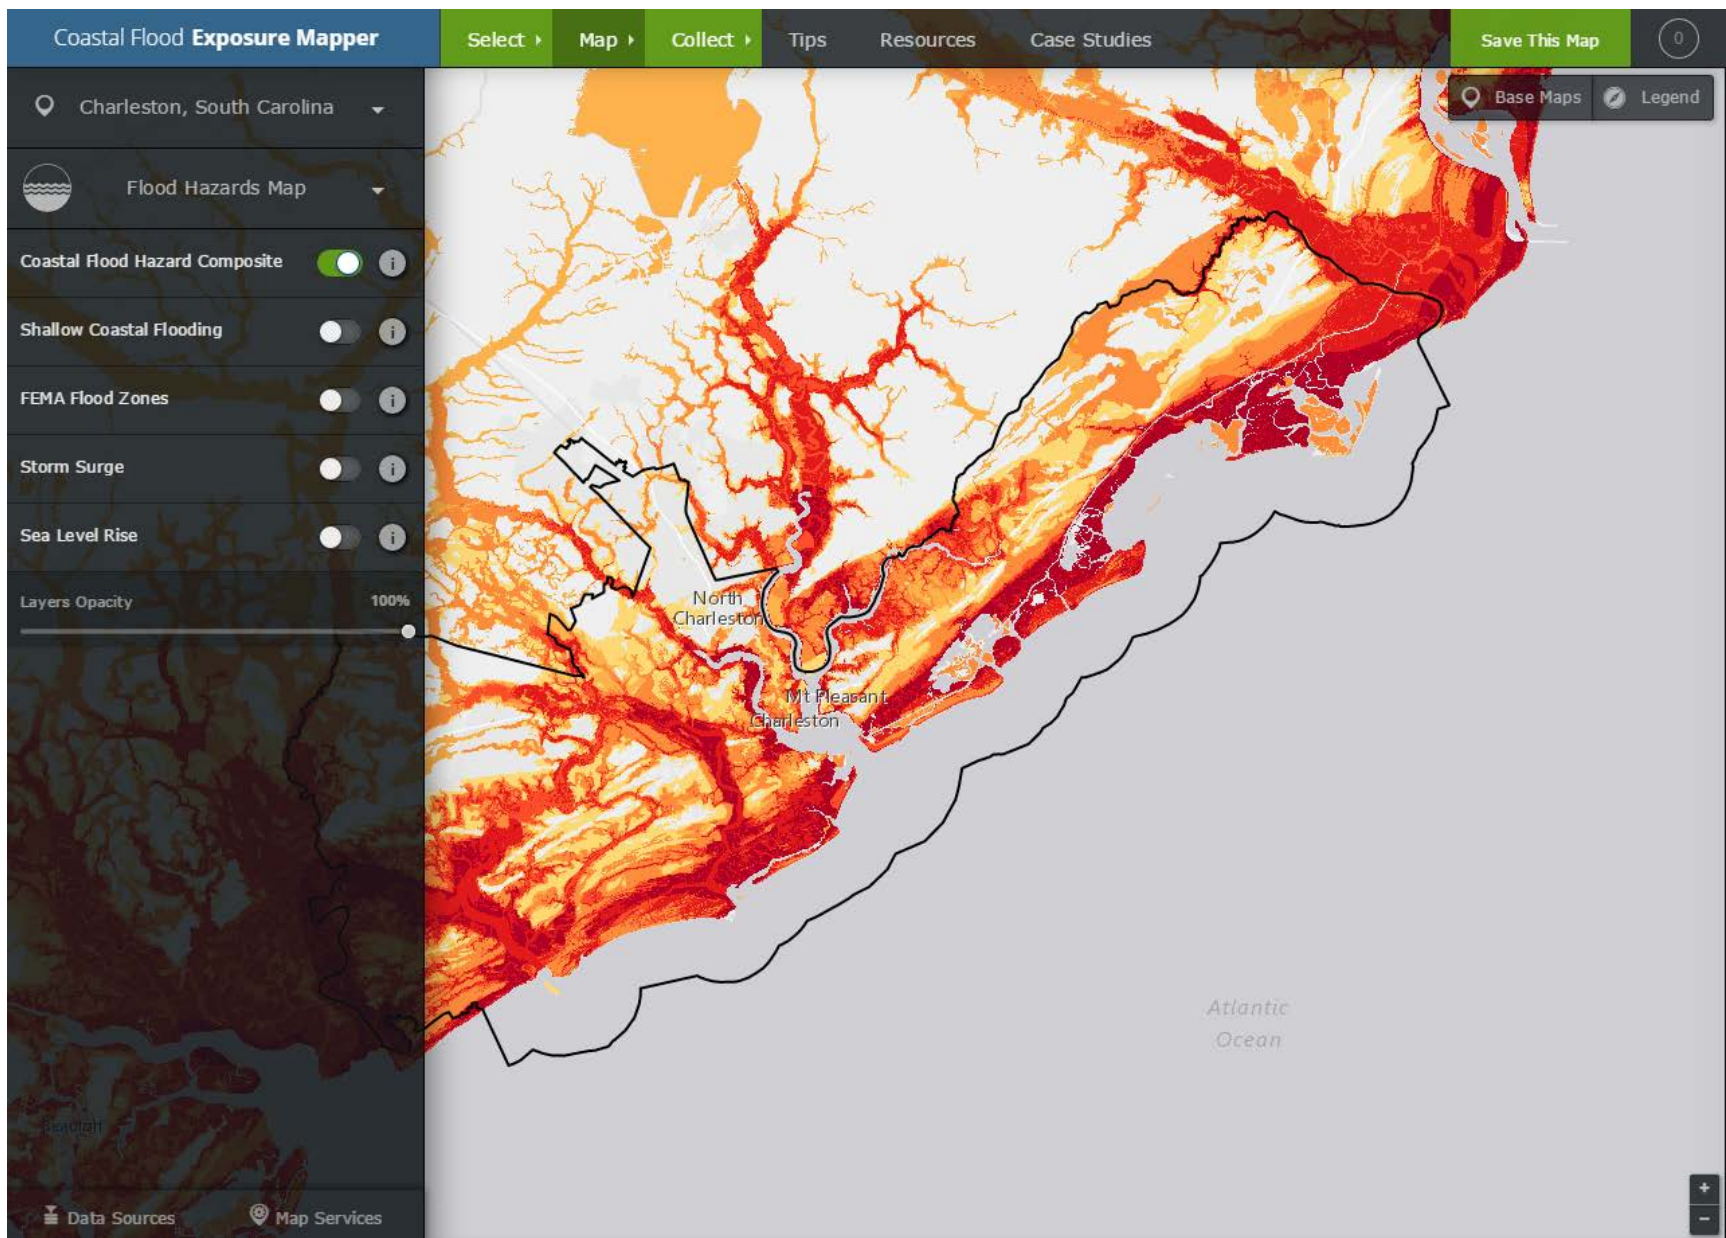 Coastal Flood Exposure Mapper
Select
Map
Collect
Tips
Resources
Case Studies
Save This Map
0
Charleston, South Carolina
Base Maps
Legend
Flood Hazards Map
Coastal Flood Hazard Composite
i
Shallow Coastal Flooding
i
FEMA Flood Zones
i
Storm Surge
i
Sea Level Rise
i
Layers Opacity
100%
North
Charleston
Mt Pleasant
Charleston
Atlantic
Ocean
Beaufort
Data Sources
Map Services
+
−